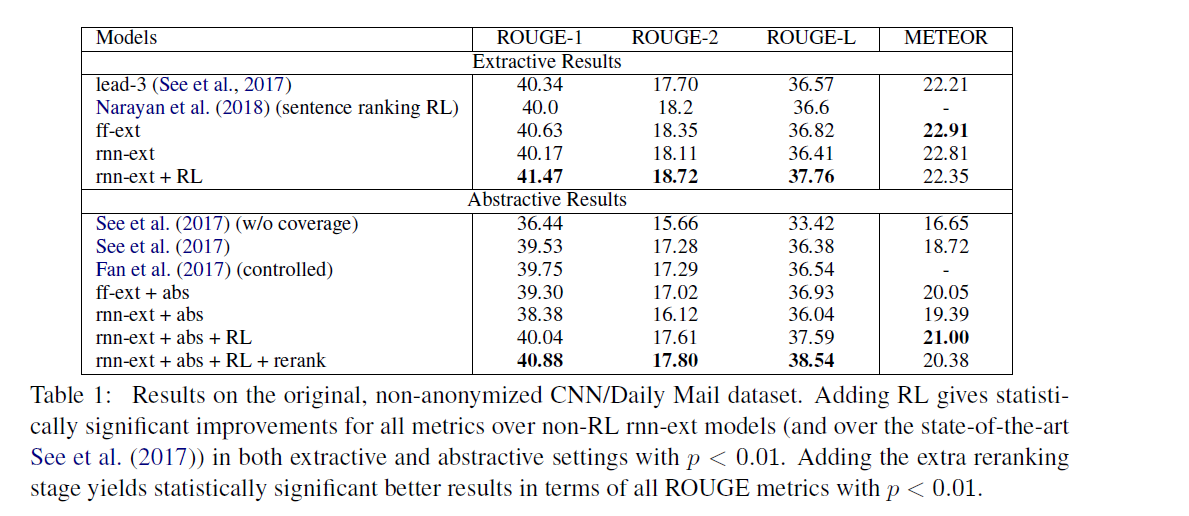 Models ROUGE-1 ROUGE-2 ROUGE-L METEOR
Extractive Results
lead-3 (See et al., 2017) 40.34 17.70 36.57 22.21
Narayan et al. (2018) (sentence ranking RL) 40.0 18.2 36.6 -
ff-ext 40.63 18.35 36.82 22.91
rnn-ext 40.17 18.11 36.41 22.81
rnn-ext + RL 41.47 18.72 37.76 22.35
Abstractive Results
See et al. (2017) (w/o coverage) 36.44 15.66 33.42 16.65
See et al. (2017) 39.53 17.28 36.38 18.72
Fan et al. (2017) (controlled) 39.75 17.29 36.54 -
ff-ext + abs 39.30 17.02 36.93 20.05
rnn-ext + abs 38.38 16.12 36.04 19.39
rnn-ext + abs + RL 40.04 17.61 37.59 21.00
rnn-ext + abs + RL + rerank 40.88 17.80 38.54 20.38
Table 1: Results on the original, non-anonymized CNN/Daily Mail dataset. Adding RL gives statisti-
cally significant improvements for all metrics over non-RL rnn-ext models (and over the state-of-the-art
See et al. (2017)) in both extractive and abstractive settings with p < 0.01. Adding the extra reranking
stage yields statistically significant better results in terms of all ROUGE metrics with p < 0.01.